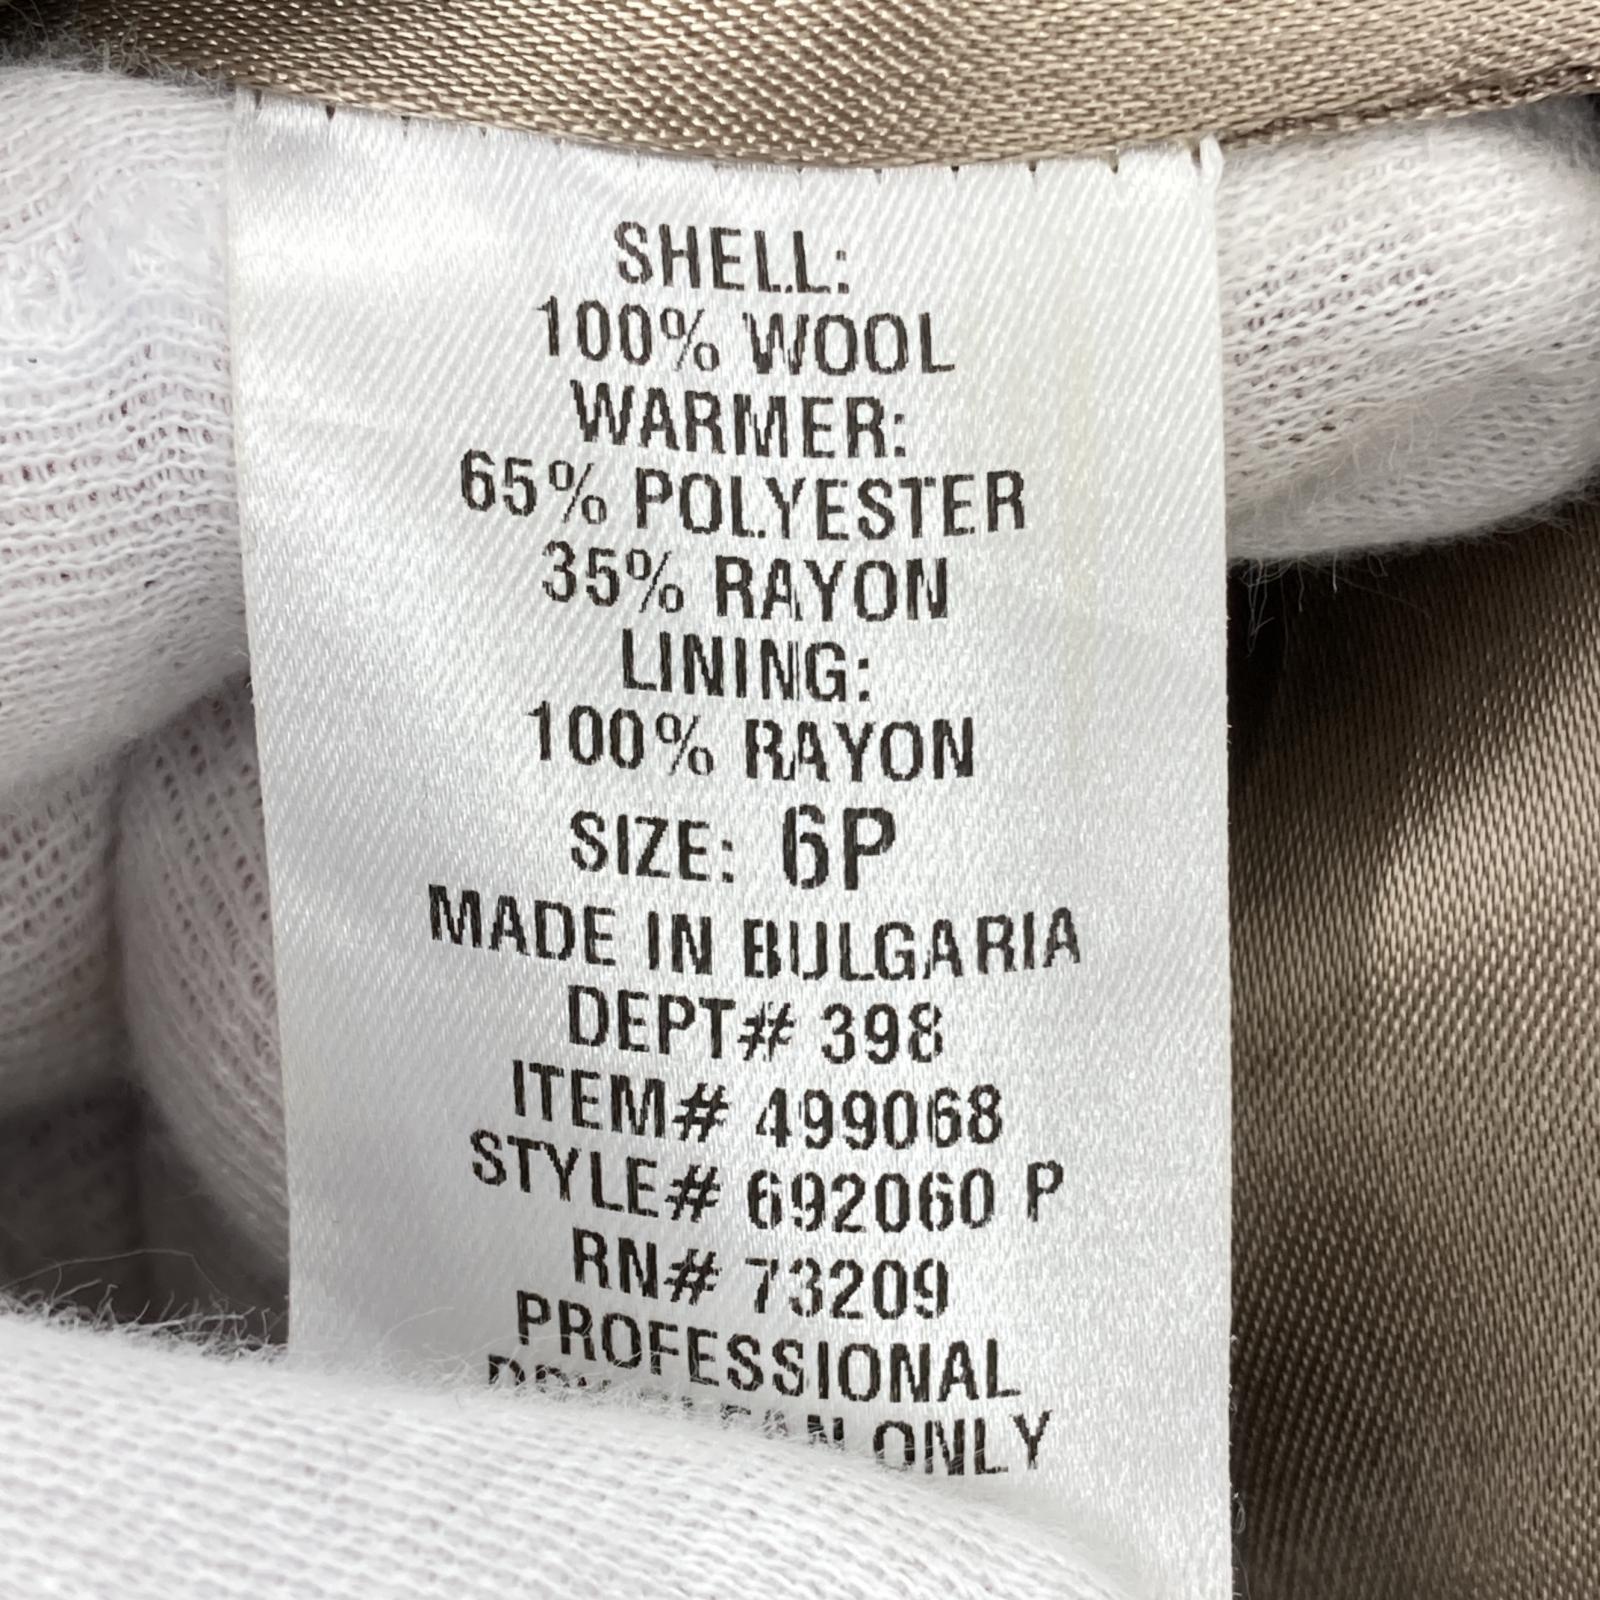 SHELL:
100% WOOL
WARMER:
65% POLYESTER
35% RAYON
LINING:
100% RAYON
SIZE: 6P
MADE IN BULGARIA
DEPT# 398
ITEM# 499068
STYLE# 692060 P
RN# 73209
PROFESSIONAL
ONLY